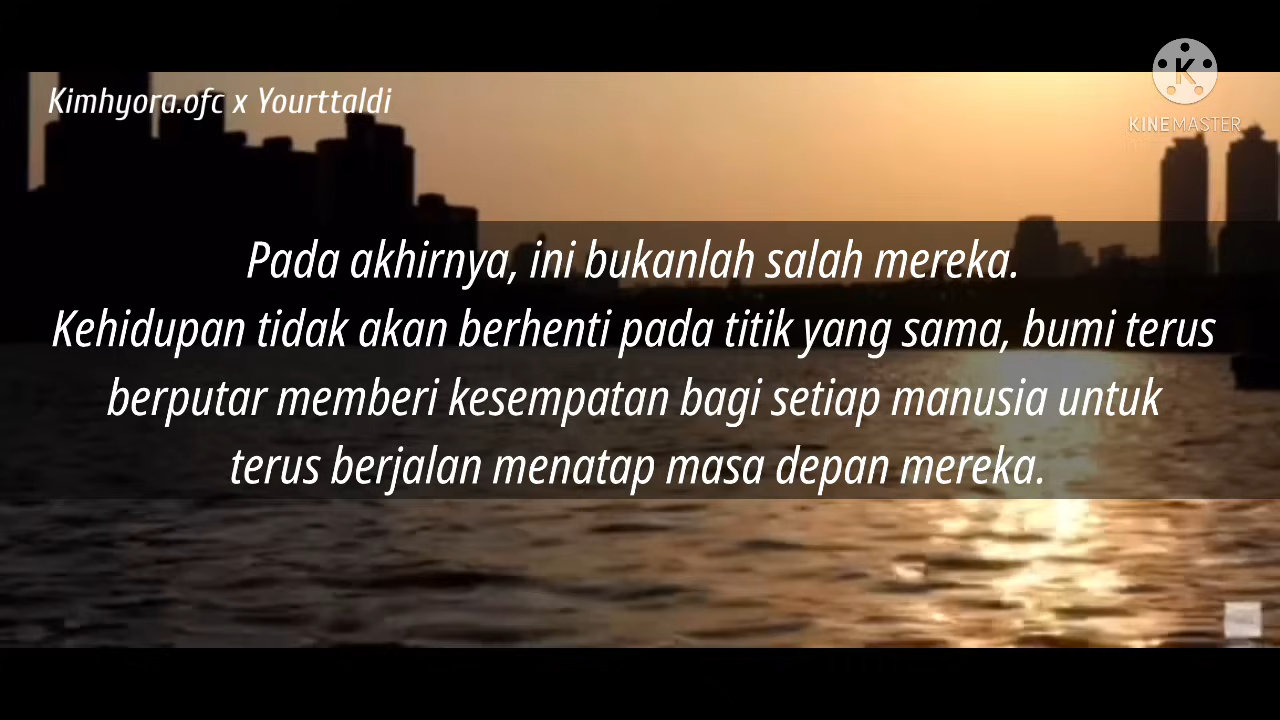 Kimhyora.ofc x Yourttaldi
K
KINEMASTER
Pada akhirnya, ini bukanlah salah mereka.
Kehidupan tidak akan berhenti pada titik yang sama, bumi terus
berputar memberi kesempatan bagi setiap manusia untuk
terus berjalan menatap masa depan mereka.